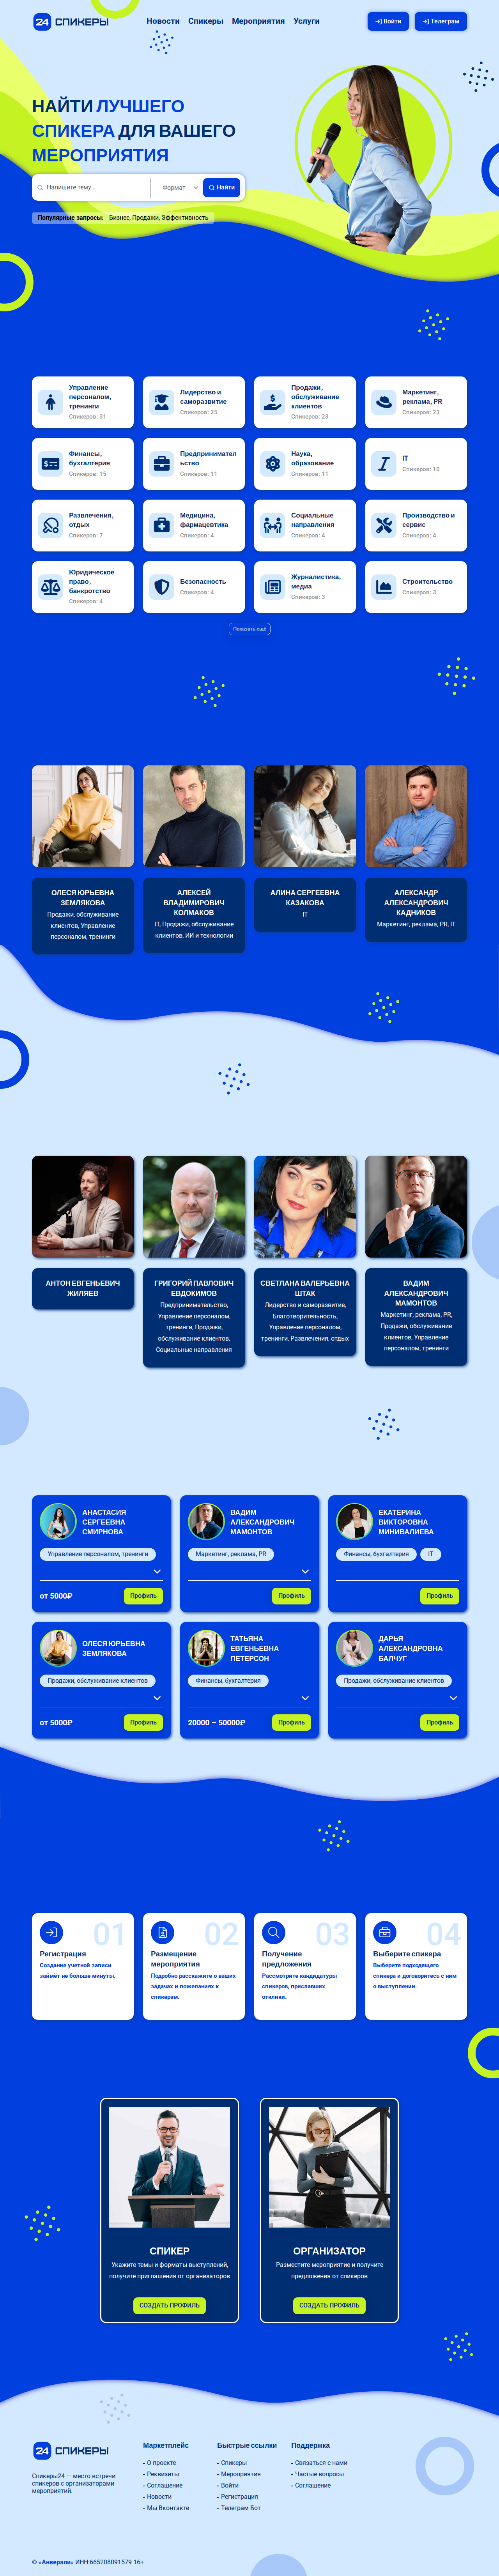 24 СПИКЕРЫ
Новости Спикеры Мероприятия Услуги
Войти Телеграм
НАЙТИ ЛУЧШЕГО
СПИКЕРА ДЛЯ ВАШЕГО
МЕРОПРИЯТИЯ
Напишите тему... Формат Найти
Популярные запросы: Бизнес, Продажи, Эффективность
Управление
персоналом,
тренинги
Спикеров: 31
Лидерство и
саморазвитие
Спикеров: 25
Продажи,
обслуживание
клиентов
Спикеров: 23
Маркетинг,
реклама, PR
Спикеров: 23
Финансы,
бухгалтерия
Спикеров: 15
Предпринимател
ьство
Спикеров: 11
Наука,
образование
Спикеров: 11
IT
Спикеров: 10
Развлечения,
отдых
Спикеров: 7
Медицина,
фармацевтика
Спикеров: 4
Социальные
направления
Спикеров: 4
Производство и
сервис
Спикеров: 4
Юридическое
право,
банкротство
Спикеров: 4
Безопасность
Спикеров: 4
Журналистика,
медиа
Спикеров: 3
Строительство
Спикеров: 3
Показать ещё
ОЛЕСЯ ЮРЬЕВНА
ЗЕМЛЯКОВА
Продажи, обслуживание
клиентов, Управление
персоналом, тренинги
АЛЕКСЕЙ
ВЛАДИМИРОВИЧ
КОЛМАКОВ
IT, Продажи, обслуживание
клиентов, ИИ и технологии
АЛИНА СЕРГЕЕВНА
КАЗАКОВА
IT
АЛЕКСАНДР
АЛЕКСАНДРОВИЧ
КАДНИКОВ
Маркетинг, реклама, PR, IT
АНТОН ЕВГЕНЬЕВИЧ
ЖИЛЯЕВ
ГРИГОРИЙ ПАВЛОВИЧ
ЕВДОКИМОВ
Предпринимательство,
Управление персоналом,
тренинги, Продажи,
обслуживание клиентов,
Социальные направления
СВЕТЛАНА ВАЛЕРЬЕВНА
ШТАК
Лидерство и саморазвитие,
Благотворительность,
Управление персоналом,
тренинги, Развлечения, отдых
ВАДИМ
АЛЕКСАНДРОВИЧ
МАМОНТОВ
Маркетинг, реклама, PR,
Продажи, обслуживание
клиентов, Управление
персоналом, тренинги
АНАСТАСИЯ
СЕРГЕЕВНА
СМИРНОВА
Управление персоналом, тренинги
от 5000₽ Профиль
ВАДИМ
АЛЕКСАНДРОВИЧ
МАМОНТОВ
Маркетинг, реклама, PR
Профиль
ЕКАТЕРИНА
ВИКТОРОВНА
МИНИВАЛИЕВА
Финансы, бухгалтерия IT
Профиль
ОЛЕСЯ ЮРЬЕВНА
ЗЕМЛЯКОВА
Продажи, обслуживание клиентов
от 5000₽ Профиль
ТАТЬЯНА
ЕВГЕНЬЕВНА
ПЕТЕРСОН
Финансы, бухгалтерия
20000 – 50000₽ Профиль
ДАРЬЯ
АЛЕКСАНДРОВНА
БАЛЧУГ
Продажи, обслуживание клиентов
Профиль
01
Регистрация
Создание учетной записи
займёт не больше минуты.
02
Размещение
мероприятия
Подробно расскажите о ваших
задачах и пожеланиях к
спикерам.
03
Получение
предложения
Рассмотрите кандидатуры
спикеров, приславших
отклики.
04
Выберите спикера
Выберите подходящего
спикера и договоритесь с ним
о выступлении.
СПИКЕР
Укажите темы и форматы выступлений,
получите приглашения от организаторов
СОЗДАТЬ ПРОФИЛЬ
ОРГАНИЗАТОР
Разместите мероприятие и получите
предложения от спикеров
СОЗДАТЬ ПРОФИЛЬ
24 СПИКЕРЫ
Спикеры24 — место встречи
спикеров с организаторами
мероприятий.
Маркетплейс
- О проекте
- Реквизиты
- Соглашение
- Новости
- Мы Вконтакте
Быстрые ссылки
- Спикеры
- Мероприятия
- Войти
- Регистрация
- Телеграм Бот
Поддержка
- Связаться с нами
- Частые вопросы
- Соглашение
© «Анверали» ИНН:665208091579 16+